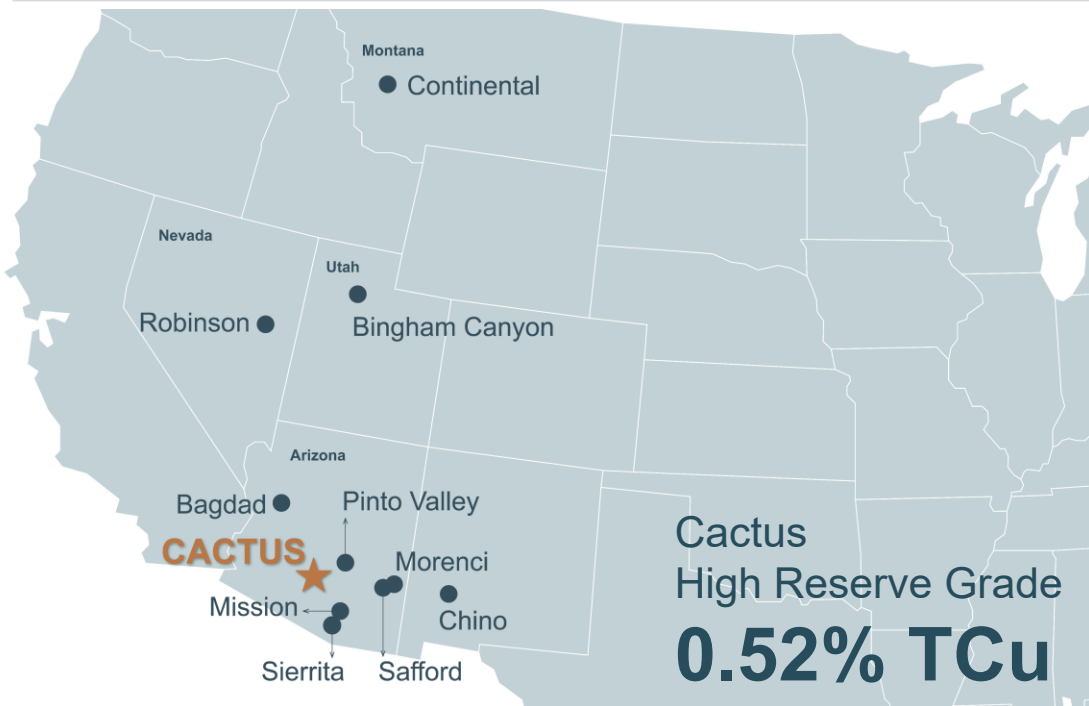 Montana
Continental
Nevada
Utah
Robinson
Bingham Canyon
Arizona
Bagdad
Pinto Valley
CACTUS
Morenci
Mission
Chino
Sierrita
Safford
Cactus
High Reserve Grade
0.52% TCu